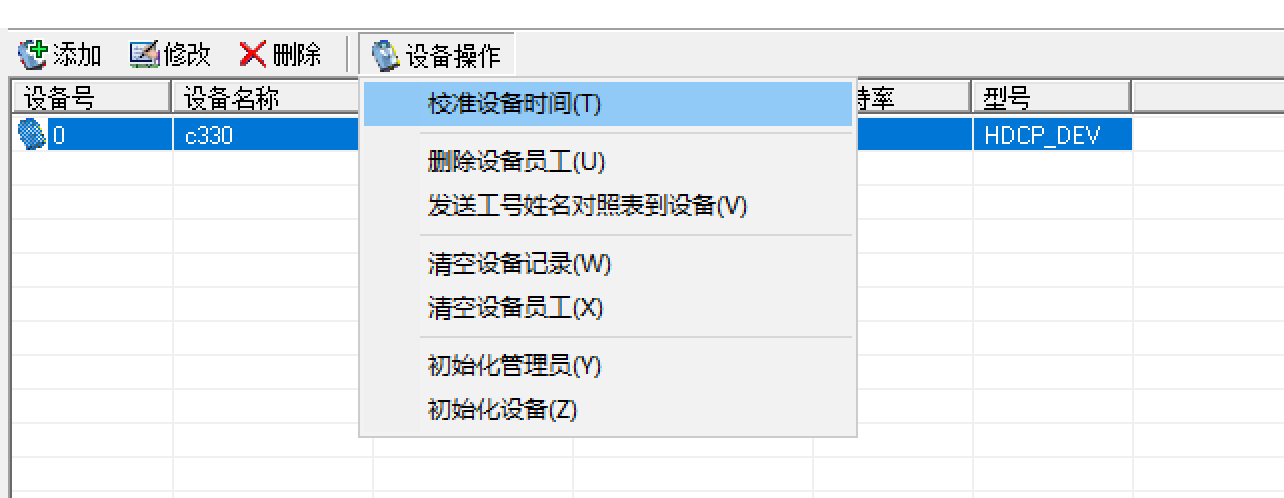 添加 修改 删除 设备操作
设备号 设备名称 特率 型号
0 c330 HDCP_DEV
校准设备时间(T)
删除设备员工(U)
发送工号姓名对照表到设备(V)
清空设备记录(W)
清空设备员工(X)
初始化管理员(Y)
初始化设备(Z)